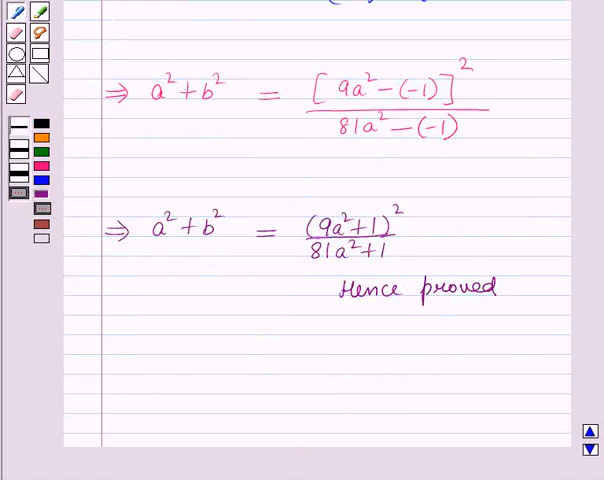 ⇒ a² + b² = [9a² – (–1)]² / 81a² – (–1)
⇒ a² + b² = (9a²+1)² / 81a²+1
Hence proved